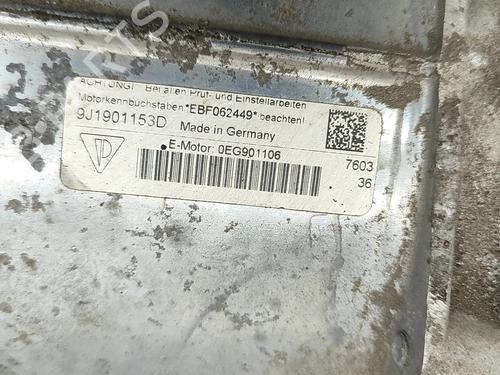 ACHTUNG! Bei allen Prüf- und Einstellarbeiten
Motorkennbuchstaben *EBF062449* beachten!
9J1901153D Made in Germany
E-Motor: 0EG901106
7603
36